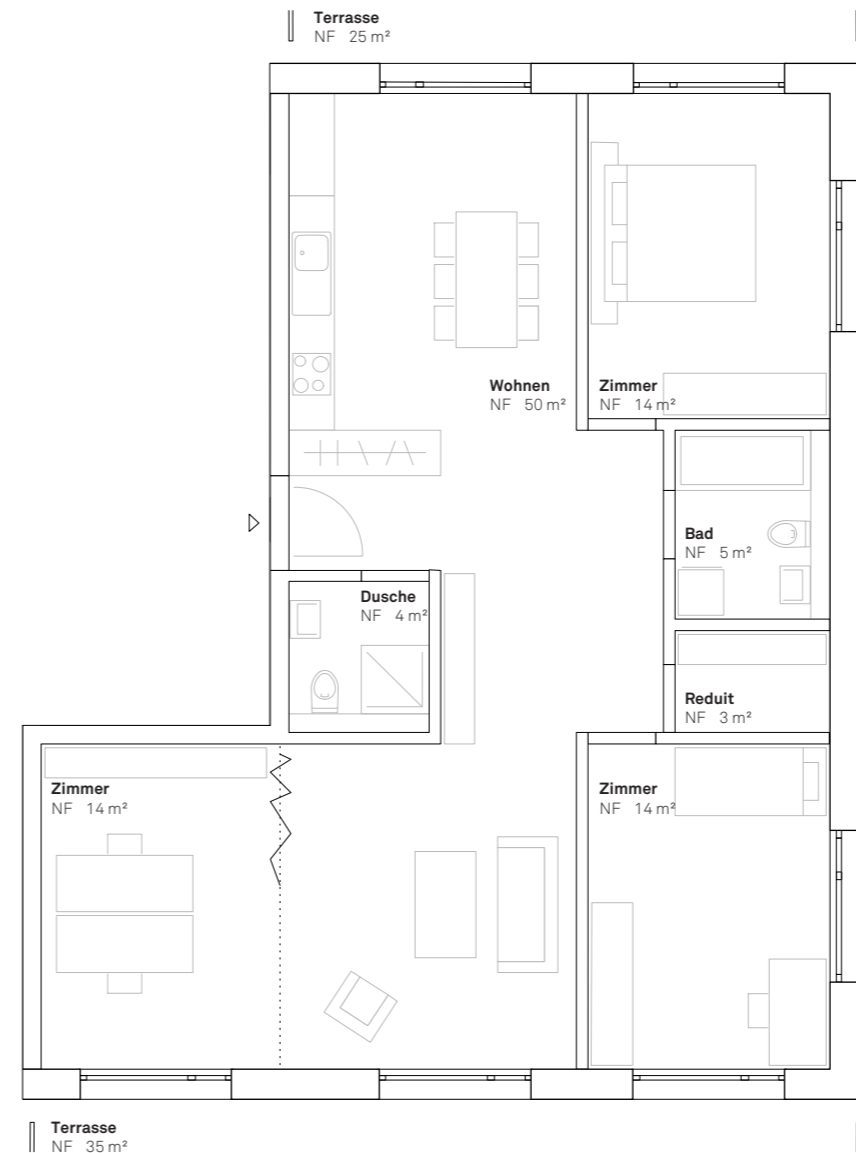 Terrasse
NF 25 m²
Wohnen
NF 50 m²
Zimmer
NF 14 m²
Bad
NF 5 m²
Dusche
NF 4 m²
Reduit
NF 3 m²
Zimmer
NF 14 m²
Zimmer
NF 14 m²
Terrasse
NF 35 m²